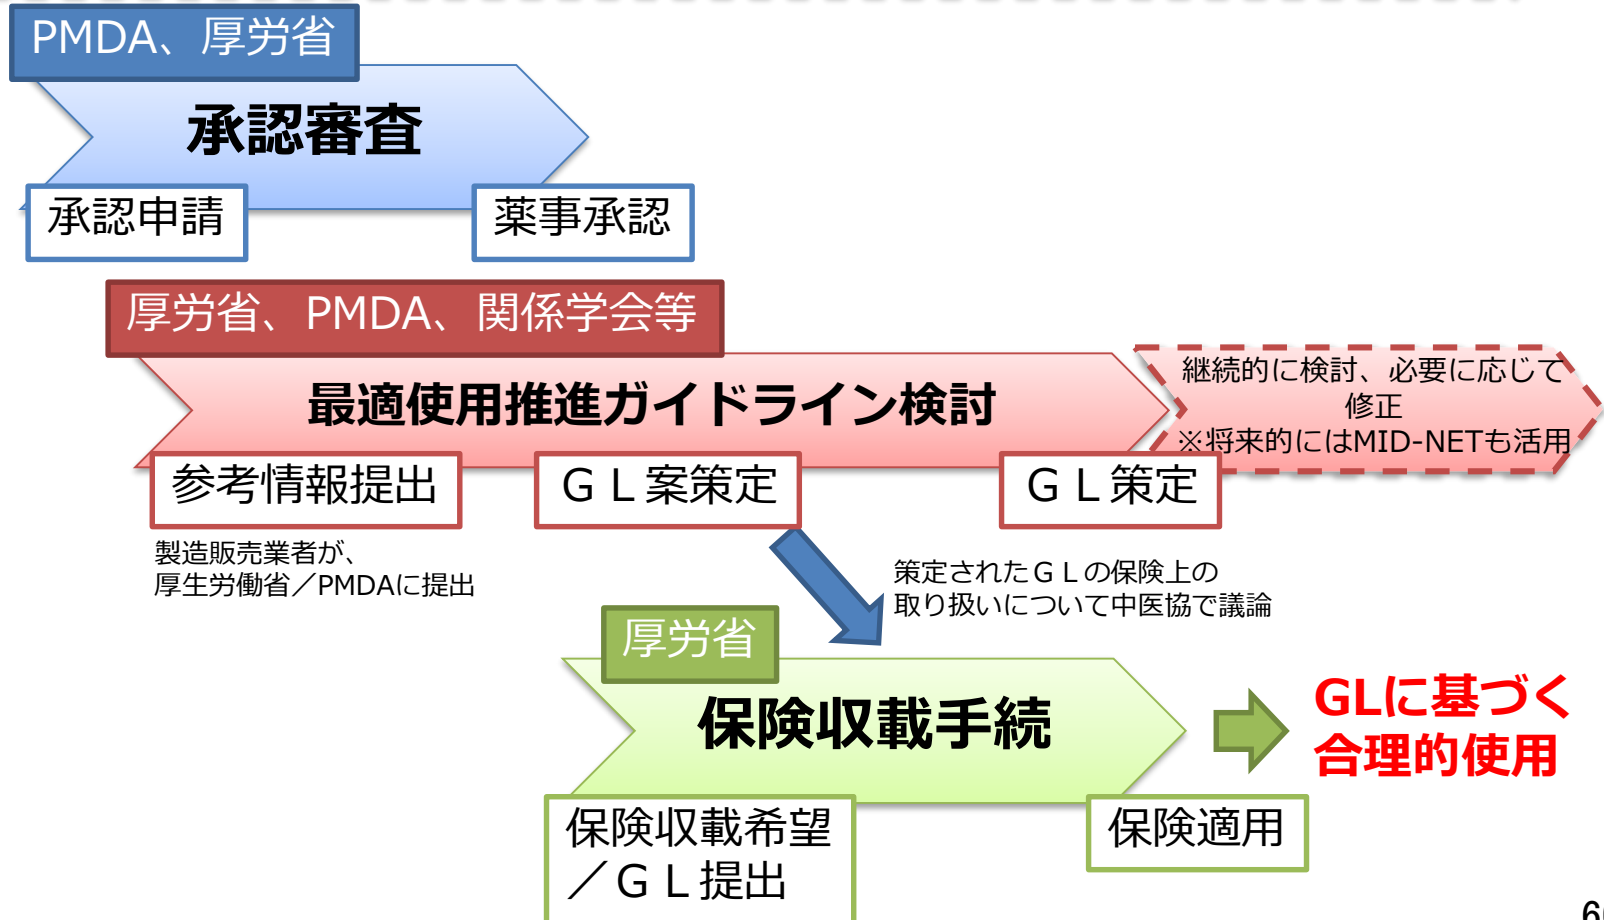 PMDA、厚労省
承認審査
承認申請
薬事承認
厚労省、PMDA、関係学会等
最適使用推進ガイドライン検討
継続的に検討、必要に応じて
修正
※将来的にはMID-NETも活用
参考情報提出
ＧＬ案策定
ＧＬ策定
製造販売業者が、
厚生労働省／PMDAに提出
策定されたＧＬの保険上の
取り扱いについて中医協で議論
厚労省
保険収載手続
GLに基づく
合理的使用
保険収載希望
／ＧＬ提出
保険適用